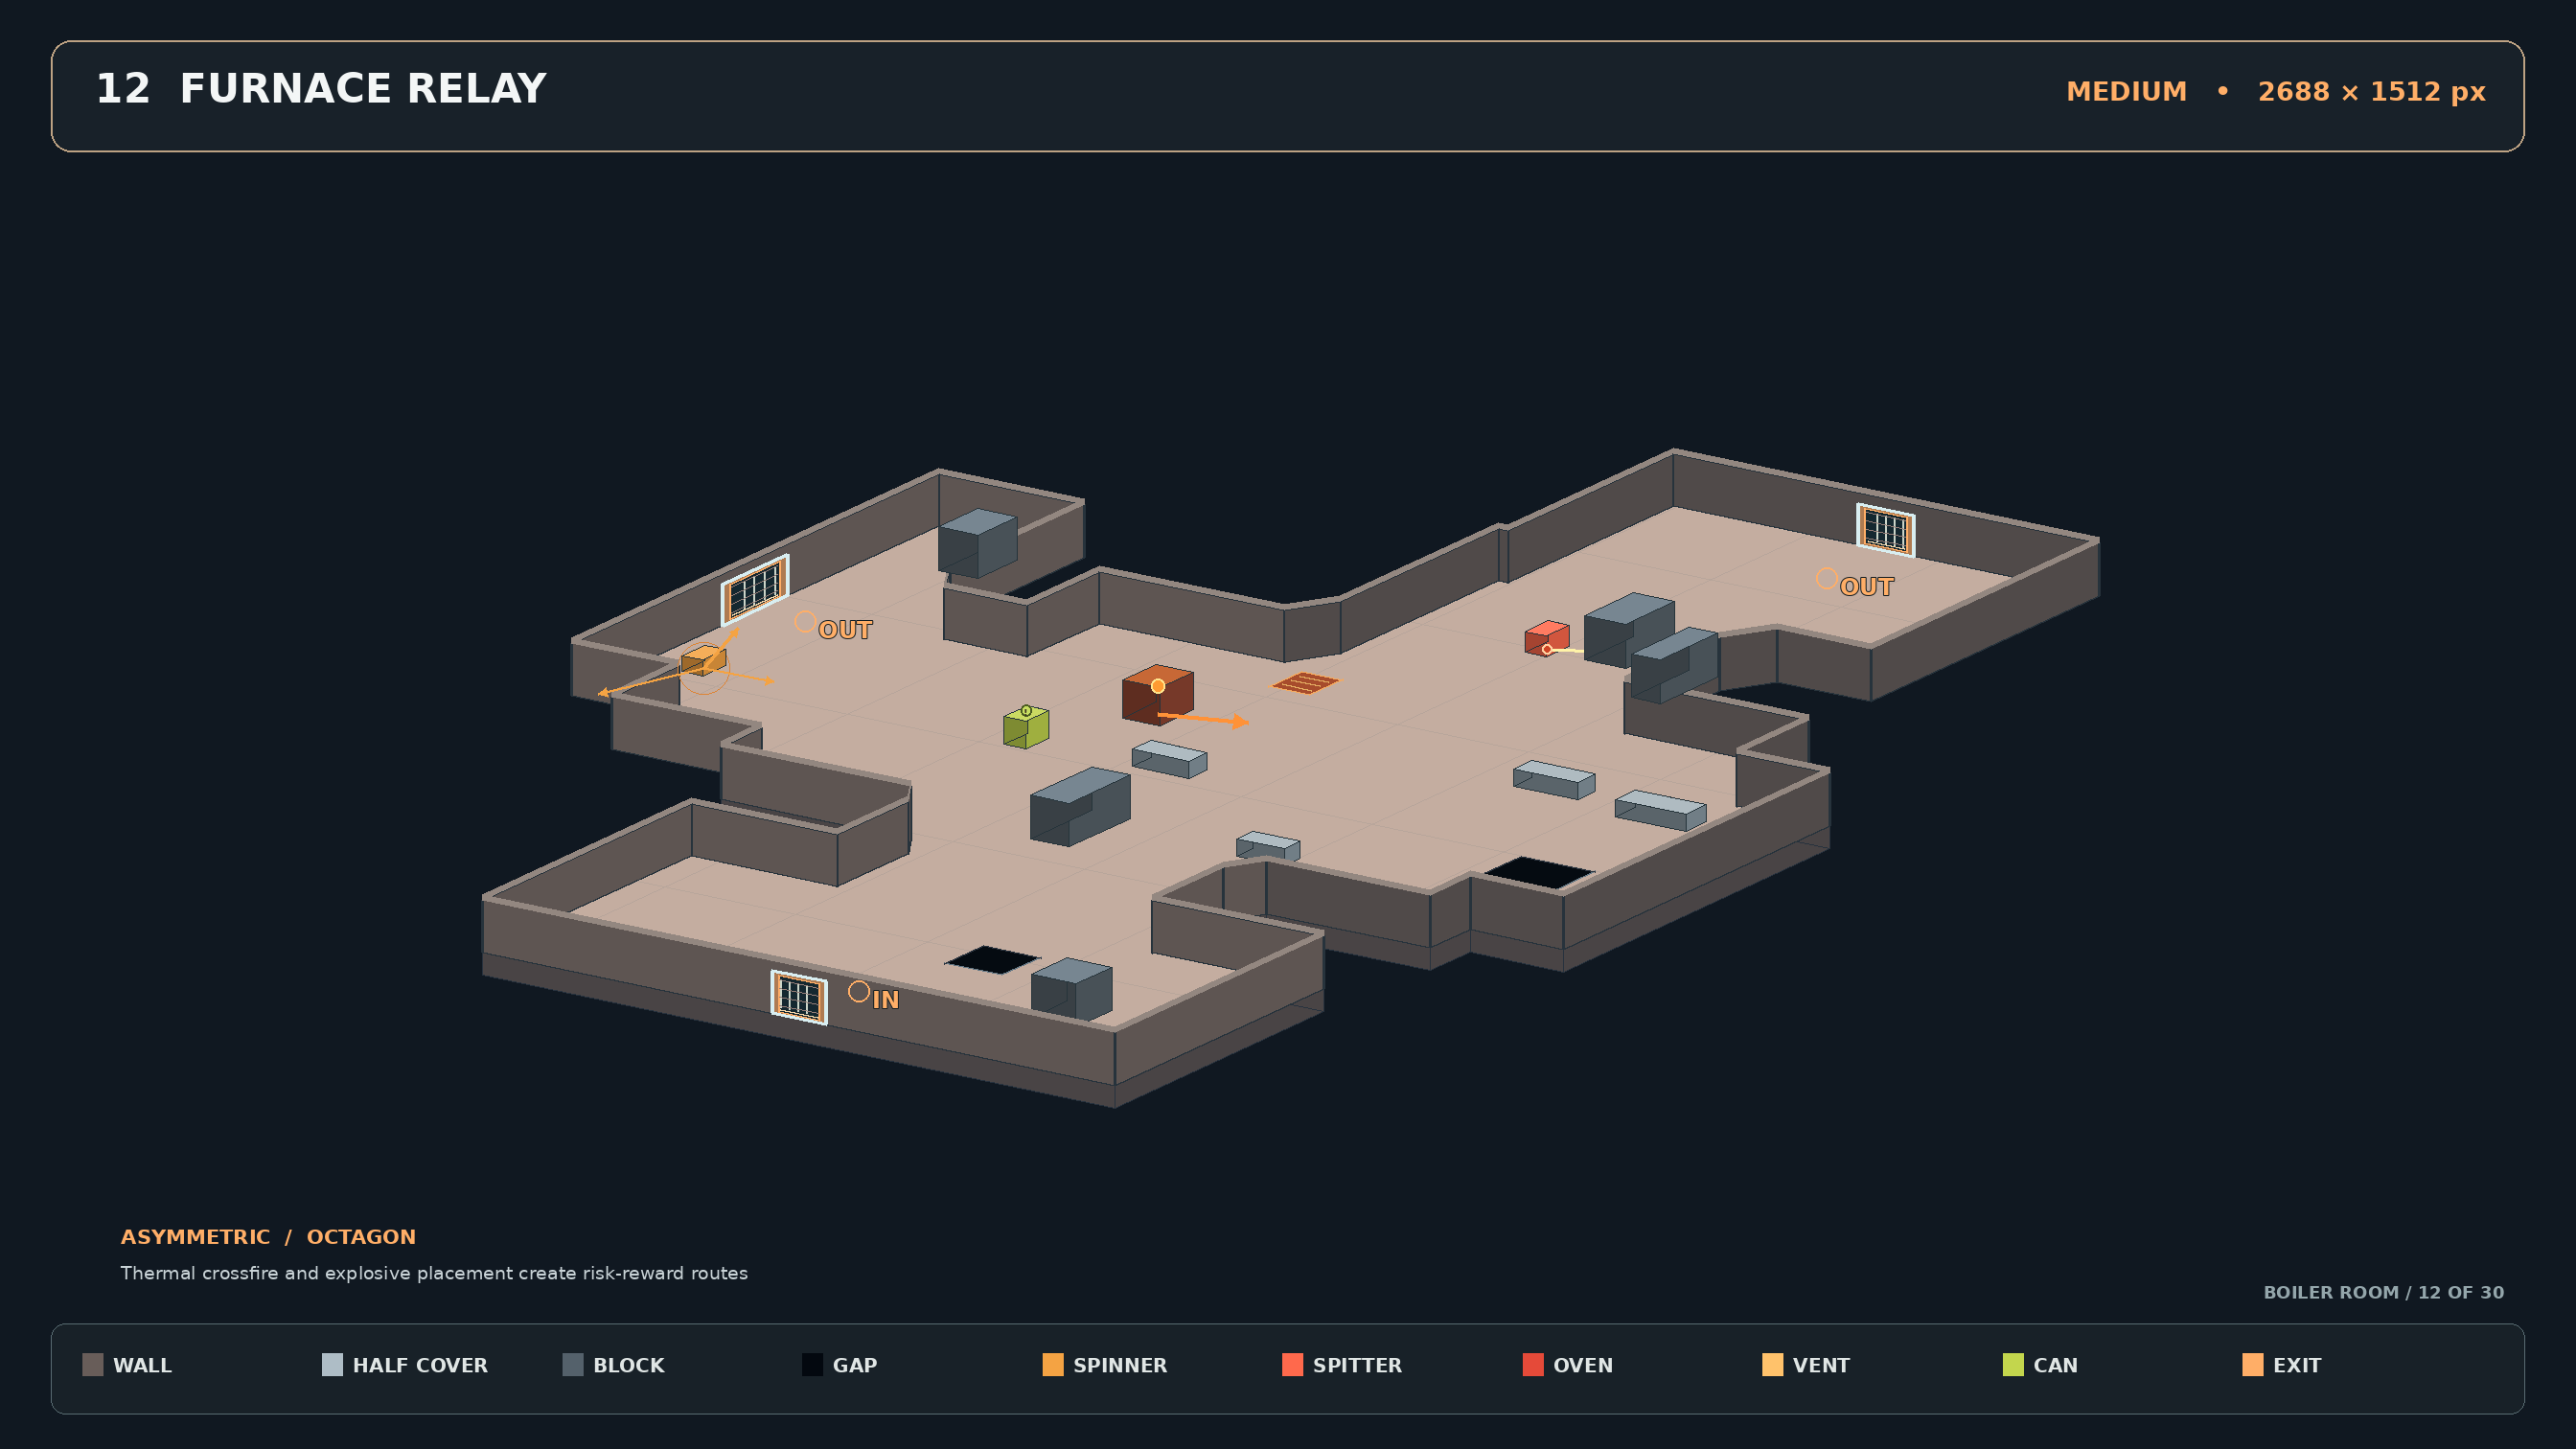 12 FURNACE RELAY
MEDIUM • 2688 × 1512 px
OUT
OUT
IN
ASYMMETRIC / OCTAGON
Thermal crossfire and explosive placement create risk-reward routes
BOILER ROOM / 12 OF 30
WALL HALF COVER BLOCK GAP SPINNER SPITTER OVEN VENT CAN EXIT